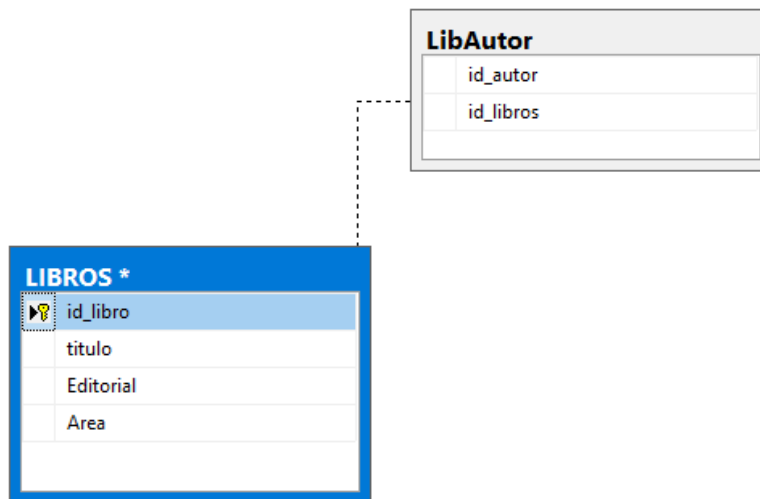 LibAutor
id_autor
id_libros
LIBROS *
id_libro
titulo
Editorial
Area